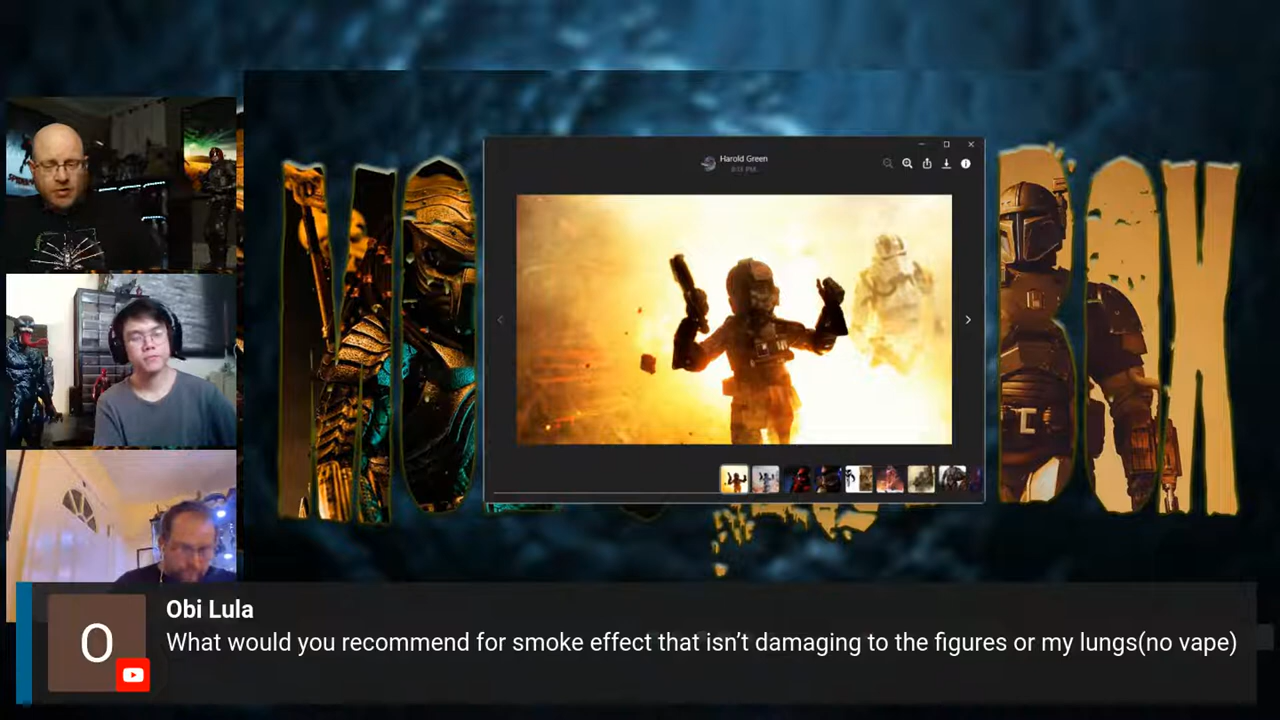 Harold Green
BOX
O
Obi Lula
What would you recommend for smoke effect that isn't damaging to the figures or my lungs(no vape)